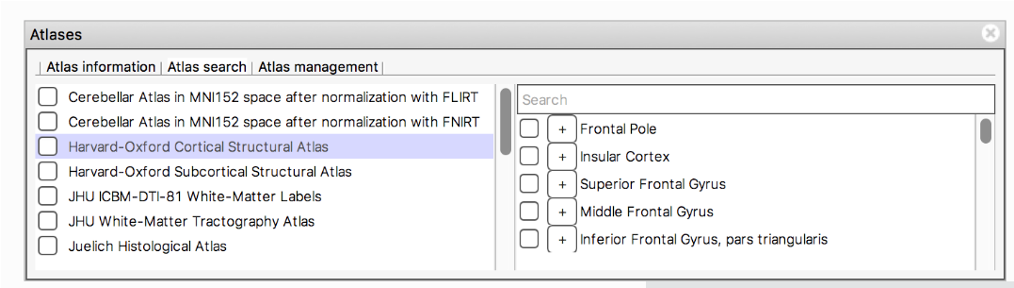 Atlases
Atlas information | Atlas search | Atlas management
Cerebellar Atlas in MNI152 space after normalization with FLIRT
Cerebellar Atlas in MNI152 space after normalization with FNIRT
Harvard-Oxford Cortical Structural Atlas
Harvard-Oxford Subcortical Structural Atlas
JHU ICBM-DTI-81 White-Matter Labels
JHU White-Matter Tractography Atlas
Juelich Histological Atlas
Search
+ Frontal Pole
+ Insular Cortex
+ Superior Frontal Gyrus
+ Middle Frontal Gyrus
+ Inferior Frontal Gyrus, pars triangularis